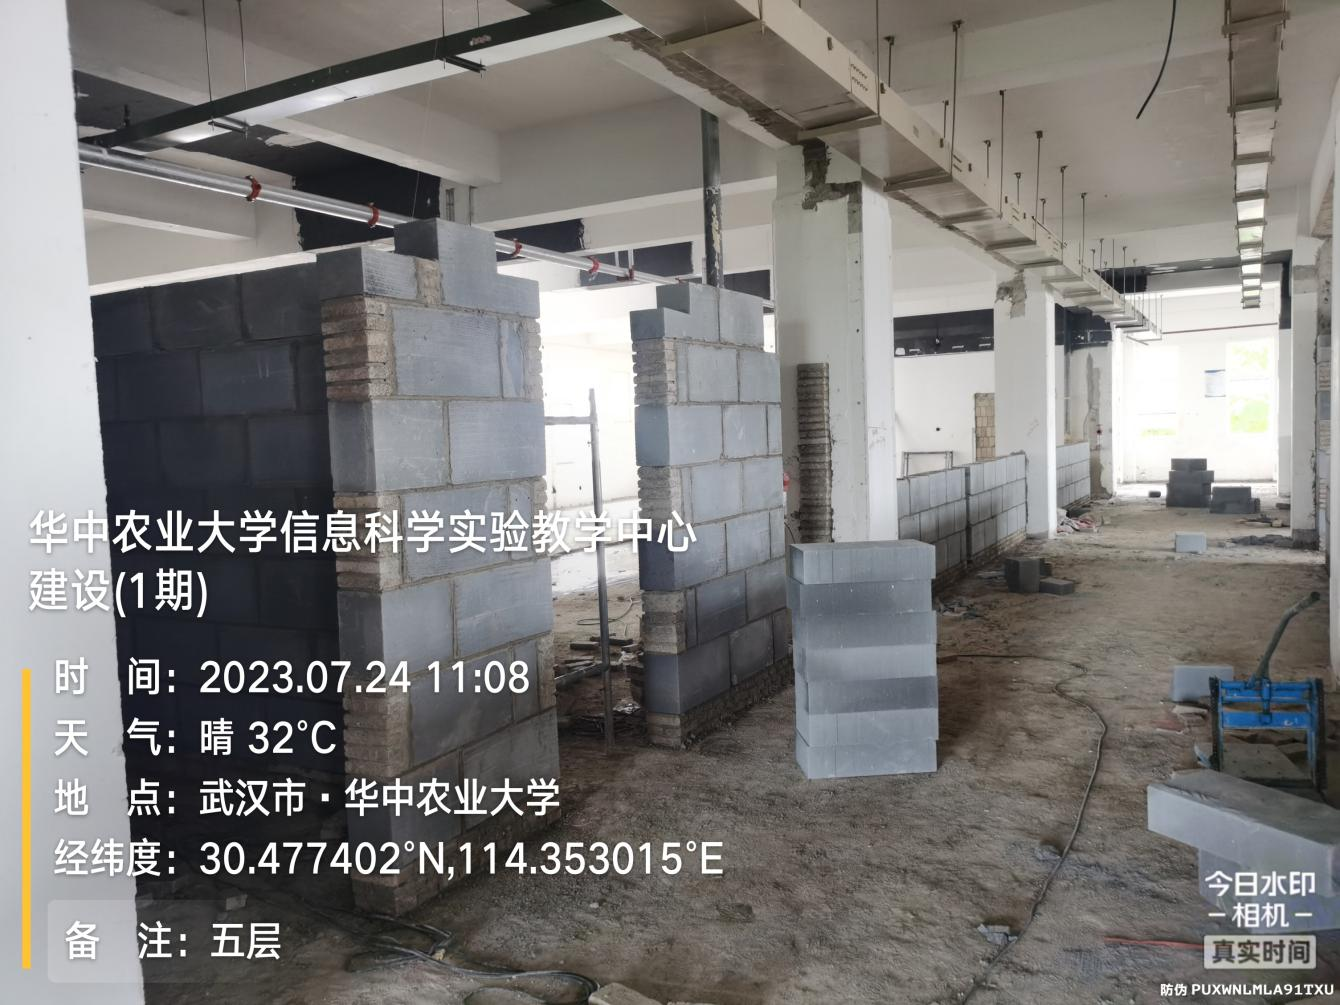 华中农业大学信息科学实验教学中心
建设(1期)
时 间：2023.07.24 11:08
天 气：晴 32℃
地 点：武汉市·华中农业大学
经纬度：30.477402°N,114.353015°E
备 注：五层
今日水印
相机
真实时间
防伪 PUXWNLMLA91TXU